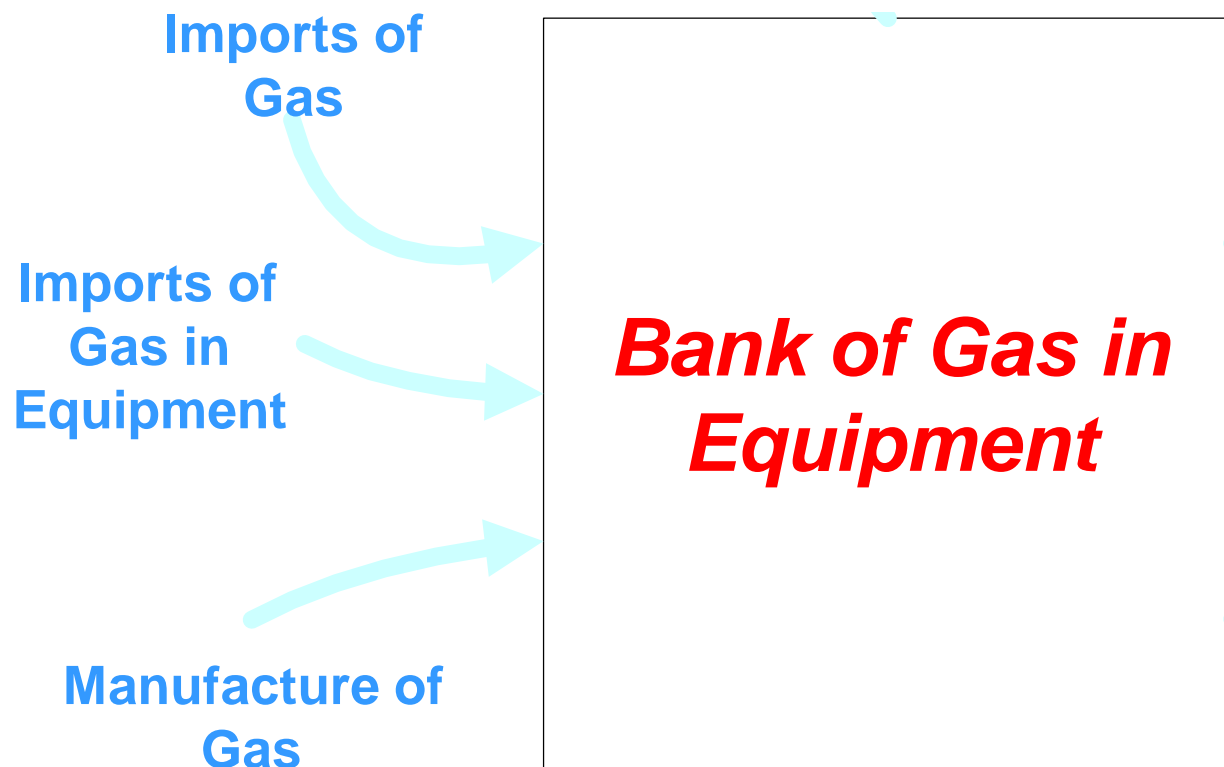 Imports of
Gas
Imports of
Gas in
Equipment
Manufacture of
Gas
Bank of Gas in
Equipment